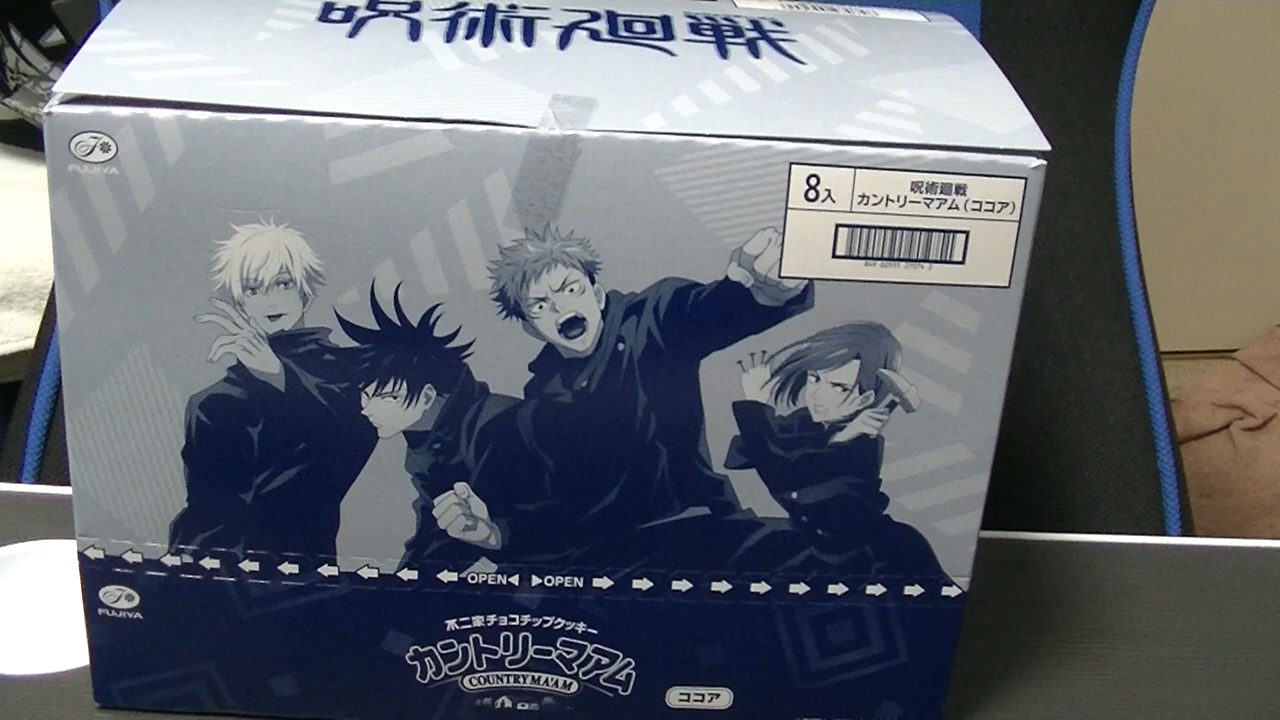 呪術廻戦
FUJIYA
8入
呪術廻戦
カントリーマアム(ココア)
OPEN
OPEN
FUJIYA
不二家チョコチップクッキー
カントリーマアム
COUNTRY MA'AM
ココア